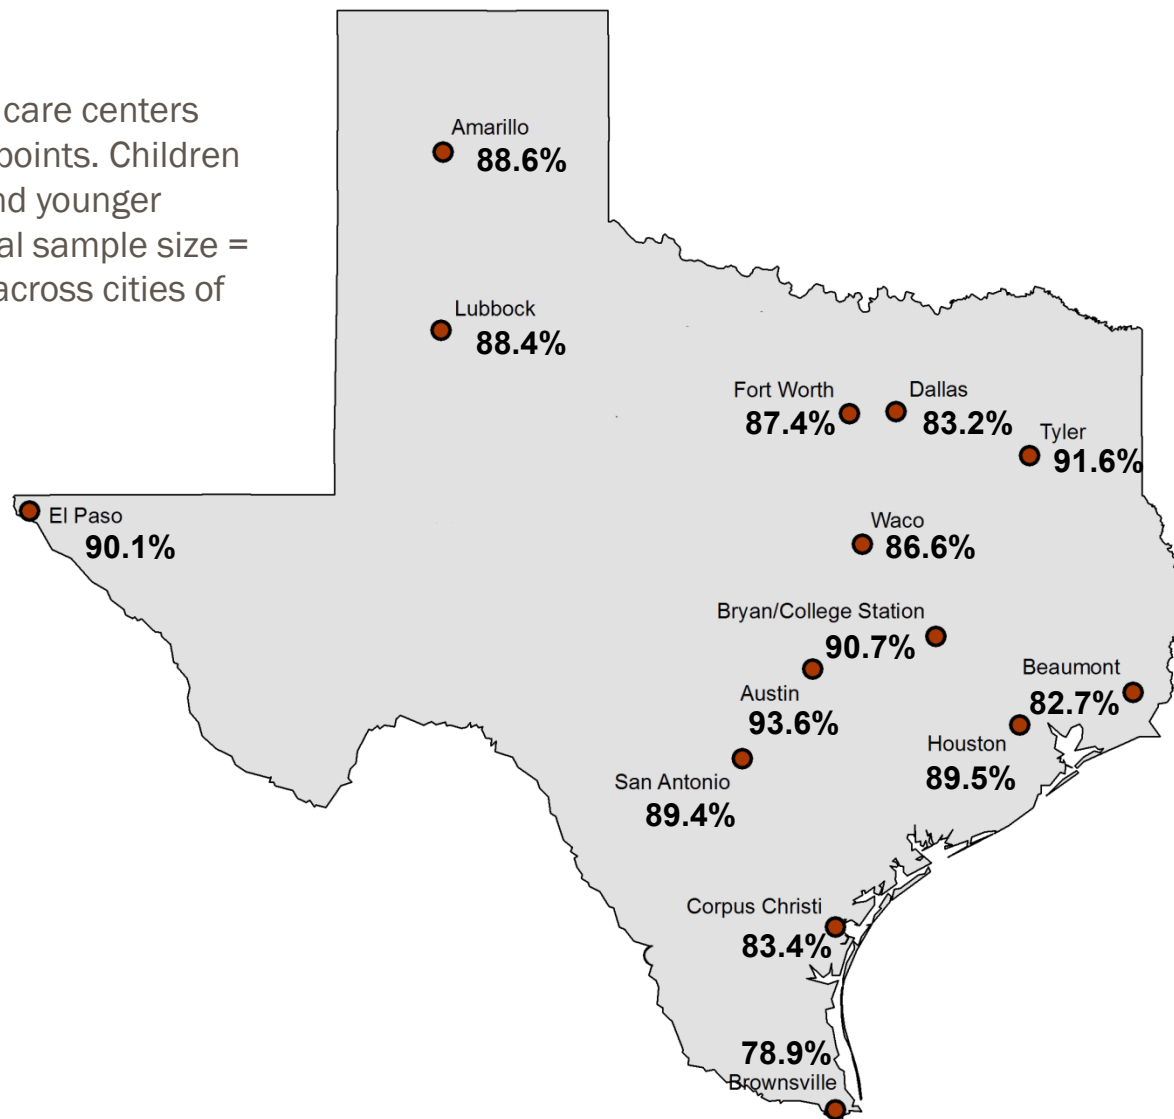 care centers
points. Children
nd younger
al sample size =
across cities of
Amarillo
88.6%
Lubbock
88.4%
Fort Worth
87.4%
Dallas
83.2%
Tyler
91.6%
El Paso
90.1%
Waco
86.6%
Bryan/College Station
90.7%
Austin
93.6%
Beaumont
82.7%
Houston
89.5%
San Antonio
89.4%
Corpus Christi
83.4%
78.9%
Brownsville